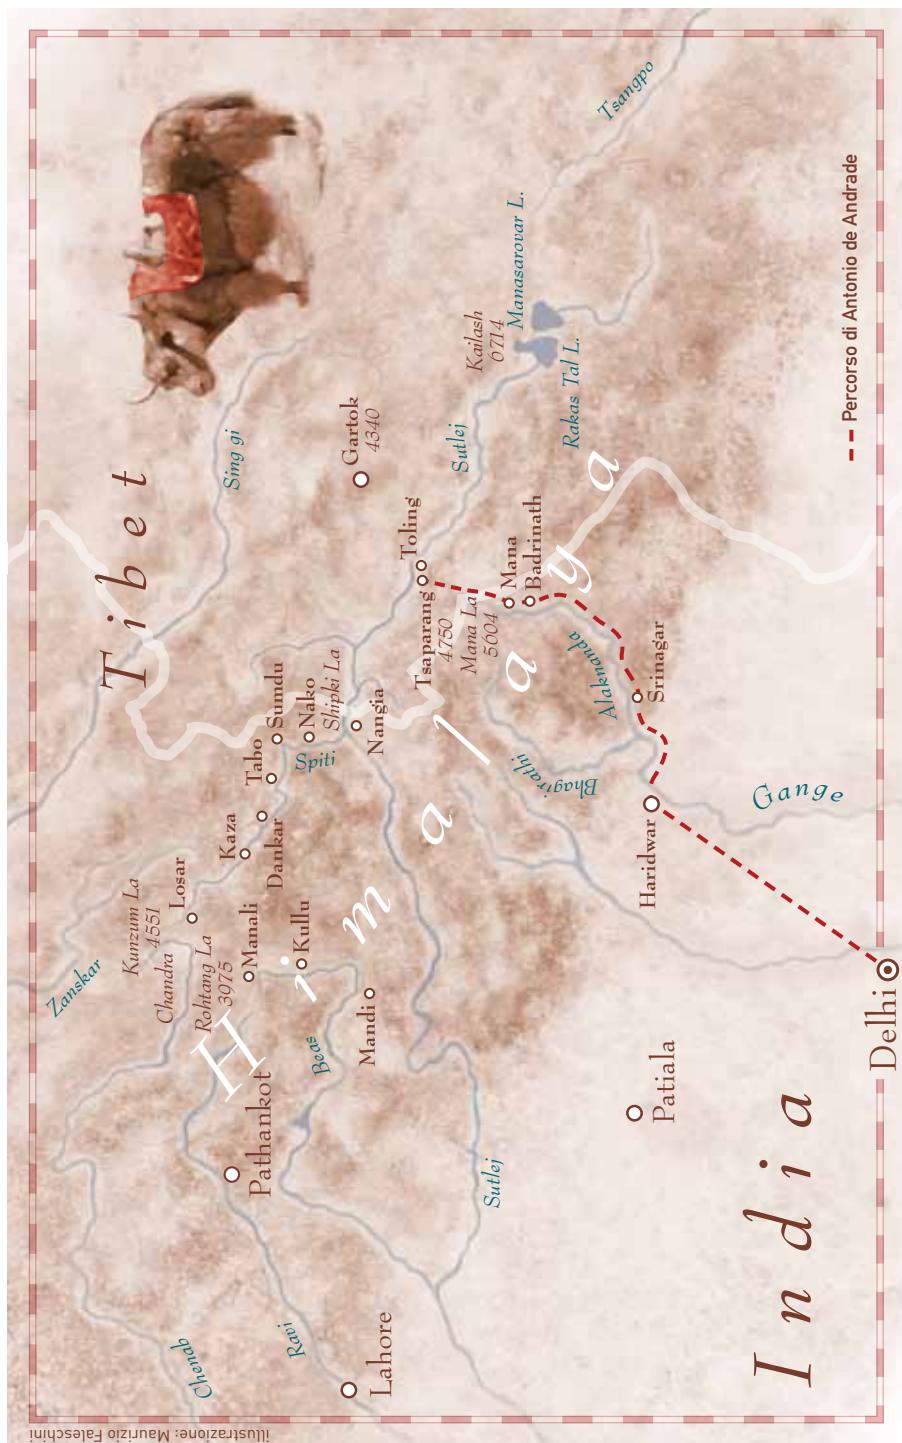 Tibet
Sing gi
Gartok
4340
Tsangpo
Kailash
6714
Manasarovar L.
Rakas Tal L.
Sutlej
Toling
Tsaparang
4750
Mana La
5604
Mana
Badrinath
Alaknanda
Srinagar
Bhagirathi
Haridwar
Gange
Delhi
Zanskar
Kunzum La
4551
Chandra
Losar
Rohtang La
3975
Manali
Kullu
Kaza
Dankar
Tabo
Sumdu
Nako
Shipki La
Spiti
Nangia
Himalaya
Beas
Mandi
Pathankot
Patiala
Sutlej
Chenab
Ravi
Lahore
India
Percorso di Antonio de Andrade
illustrazione: Maurizio Faleschini